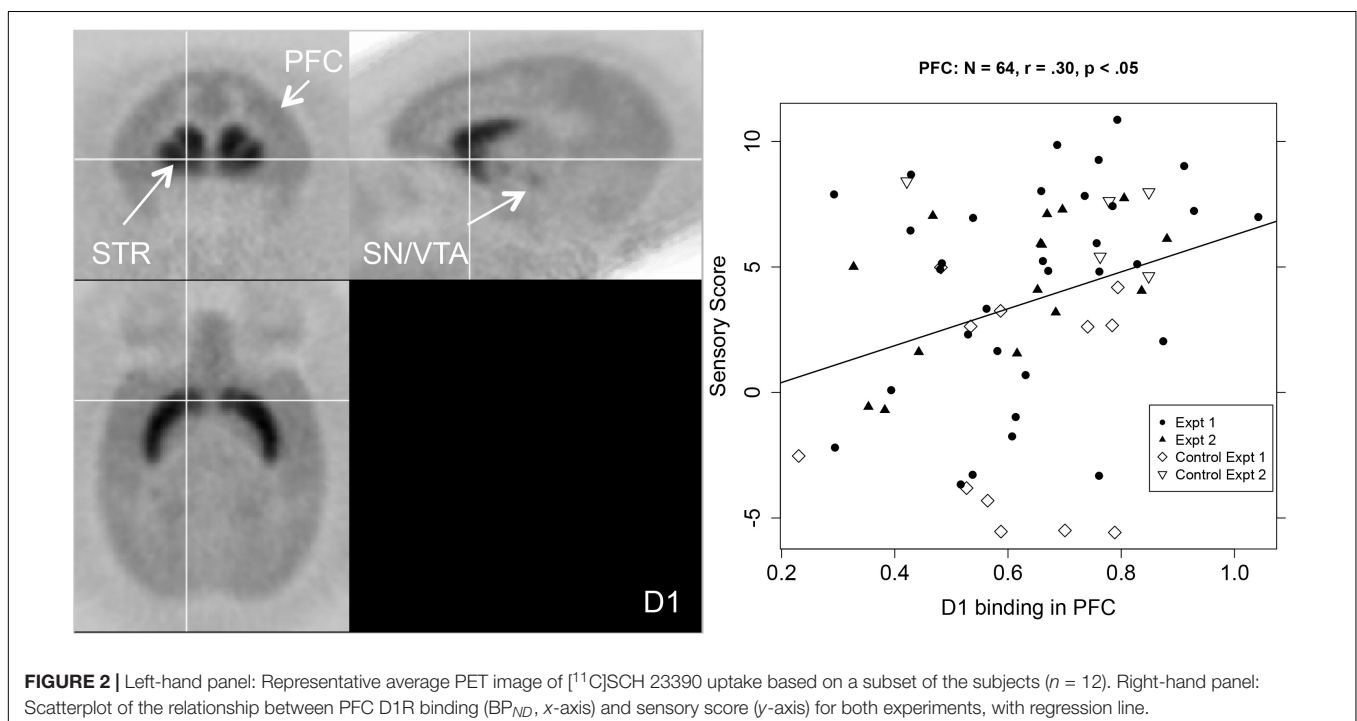 PFC
STR
SN/VTA
D1
PFC: N = 64, r = .30, p < .05
Sensory Score
10
5
0
-5
Expt 1
Expt 2
Control Expt 1
Control Expt 2
0.2 0.4 0.6 0.8 1.0
D1 binding in PFC
FIGURE 2 | Left-hand panel: Representative average PET image of [¹¹C]SCH 23390 uptake based on a subset of the subjects (n = 12). Right-hand panel:
Scatterplot of the relationship between PFC D1R binding (BP_ND, x-axis) and sensory score (y-axis) for both experiments, with regression line.